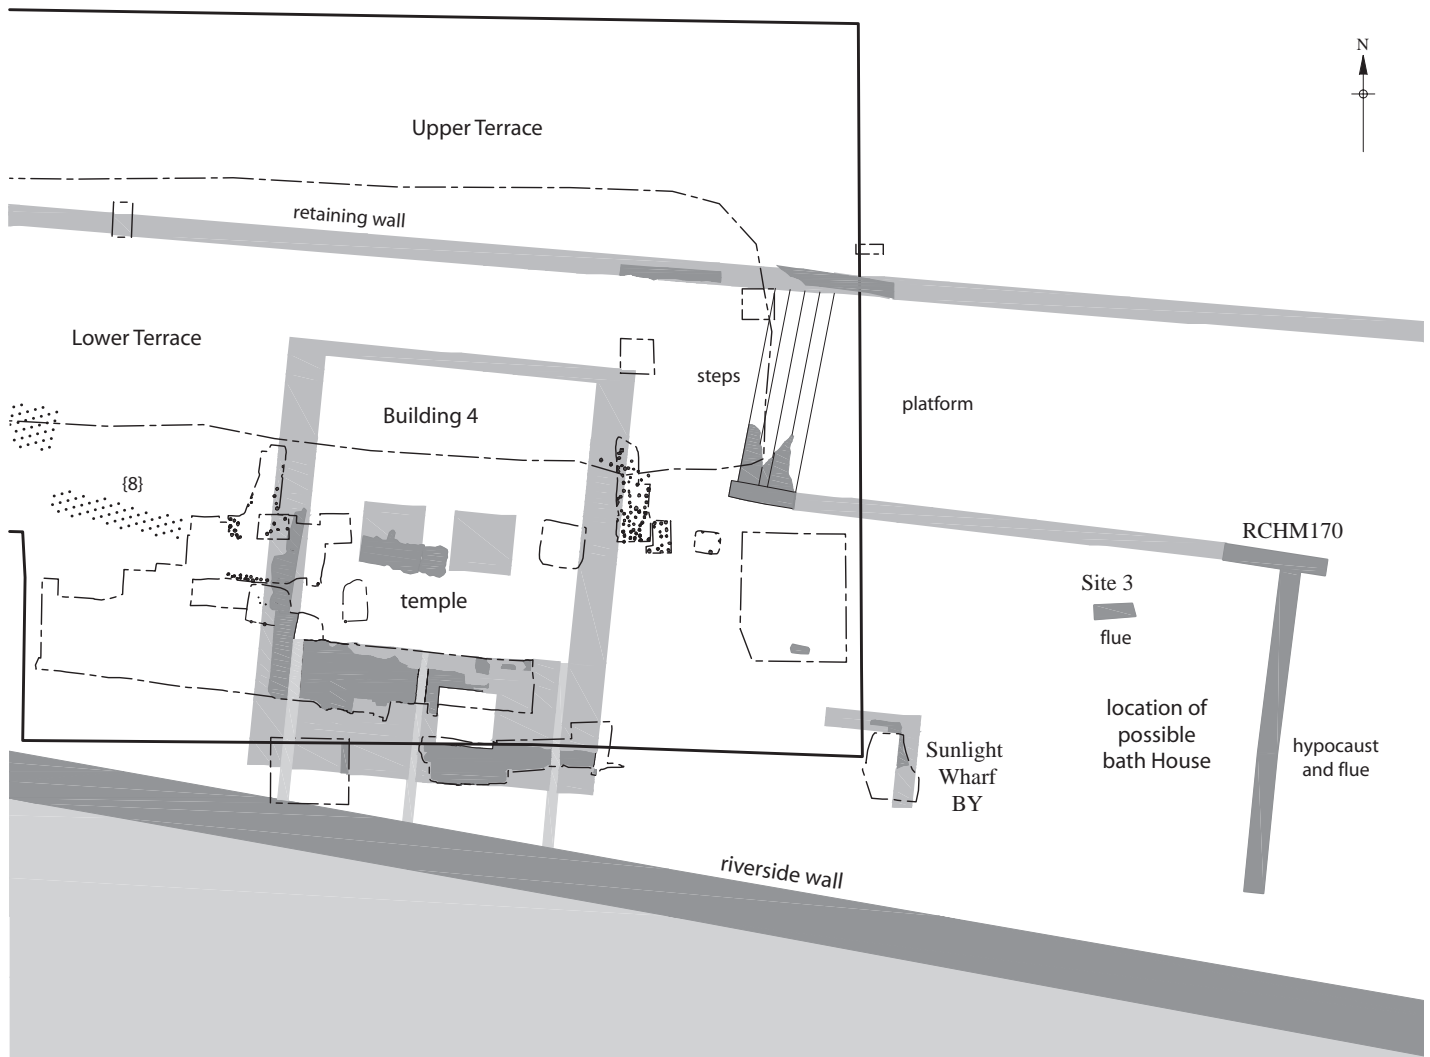 N
Upper Terrace
retaining wall
Lower Terrace
steps
platform
Building 4
{8}
RCHM170
Site 3
flue
temple
location of
possible
bath House
hypocaust
and flue
Sunlight
Wharf
BY
riverside wall